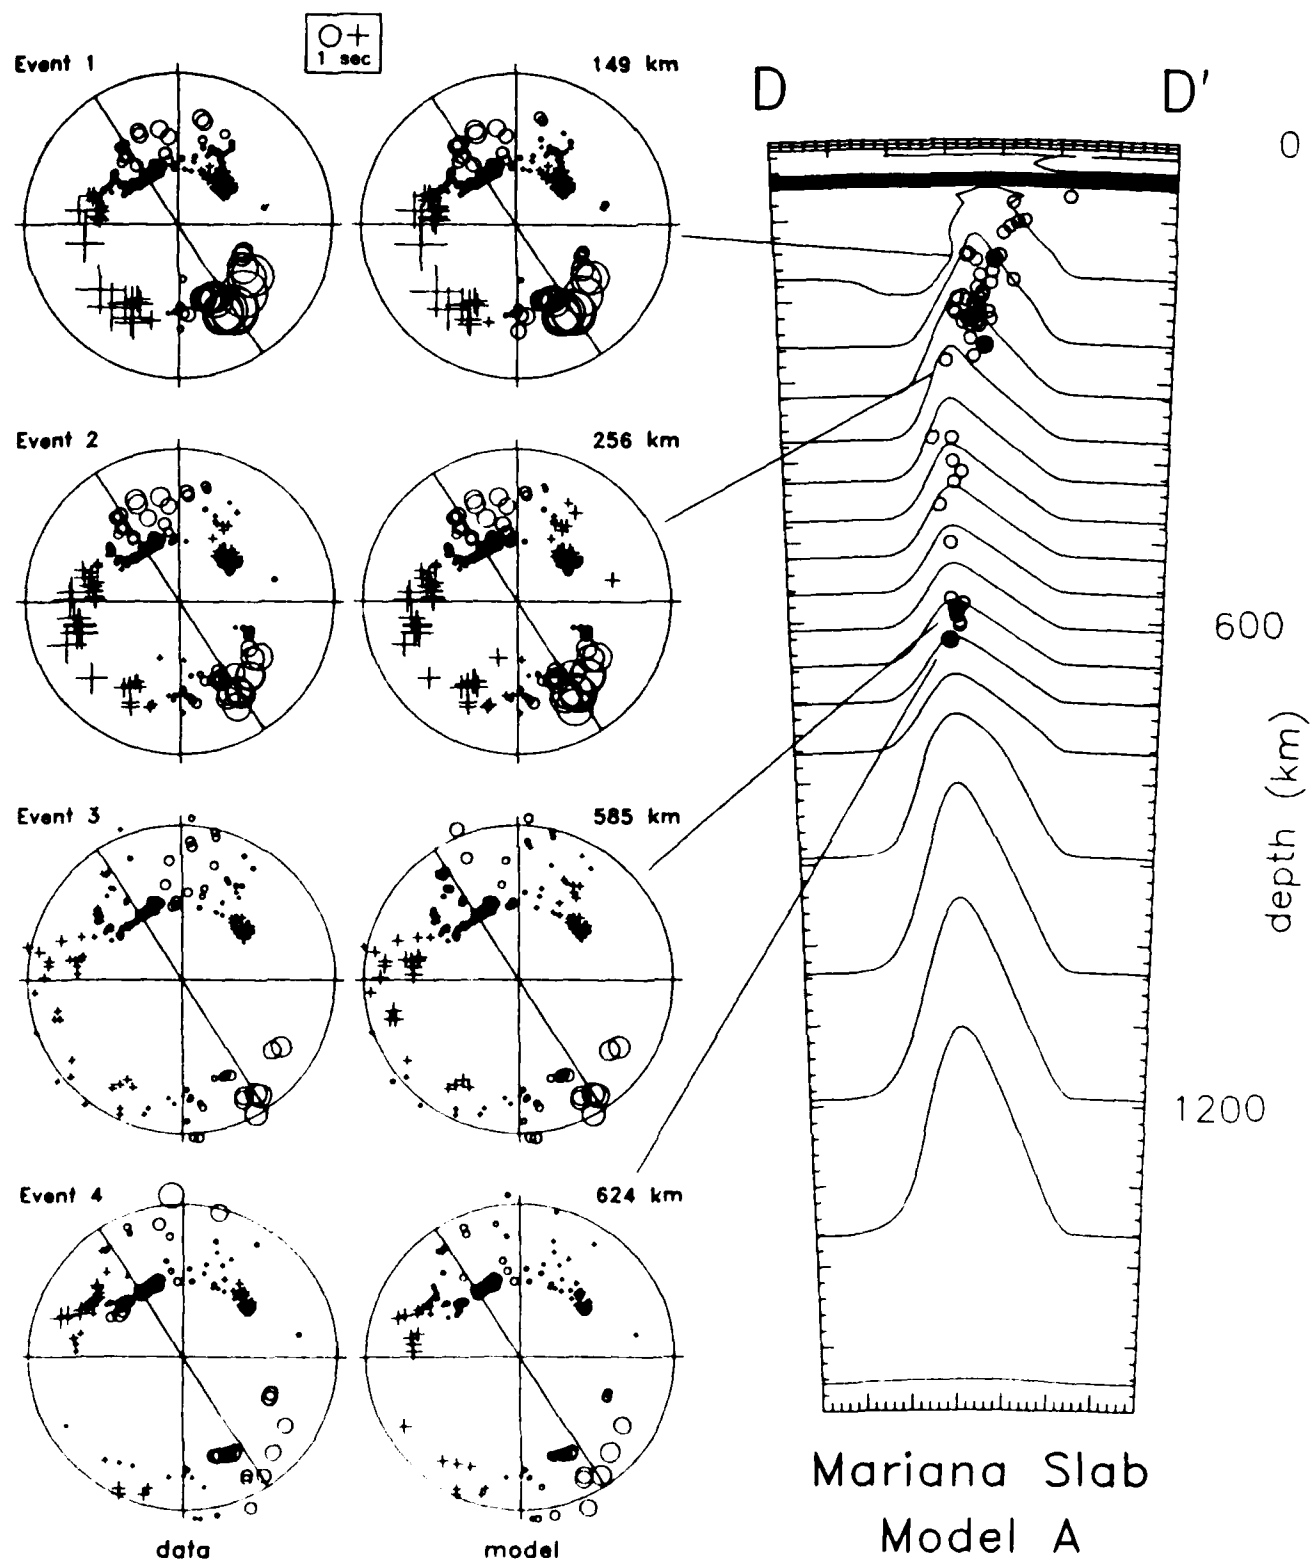 1 sec
Event 1
149 km
D
D'
0
Event 2
256 km
600
depth (km)
Event 3
585 km
1200
Event 4
624 km
data
model
Mariana Slab
Model A